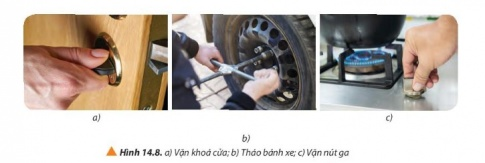 a)
c)
b)
Hình 14.8. a) Vặn khoá cửa; b) Tháo bánh xe; c) Vặn nút ga